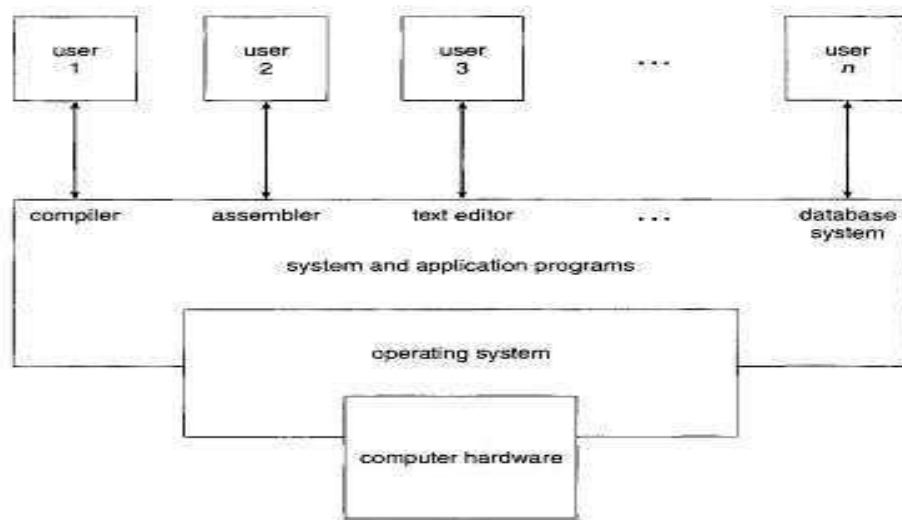 user
1
user
2
user
3
...
user
n
compiler
assembler
text editor
...
database
system
system and application programs
operating system
computer hardware